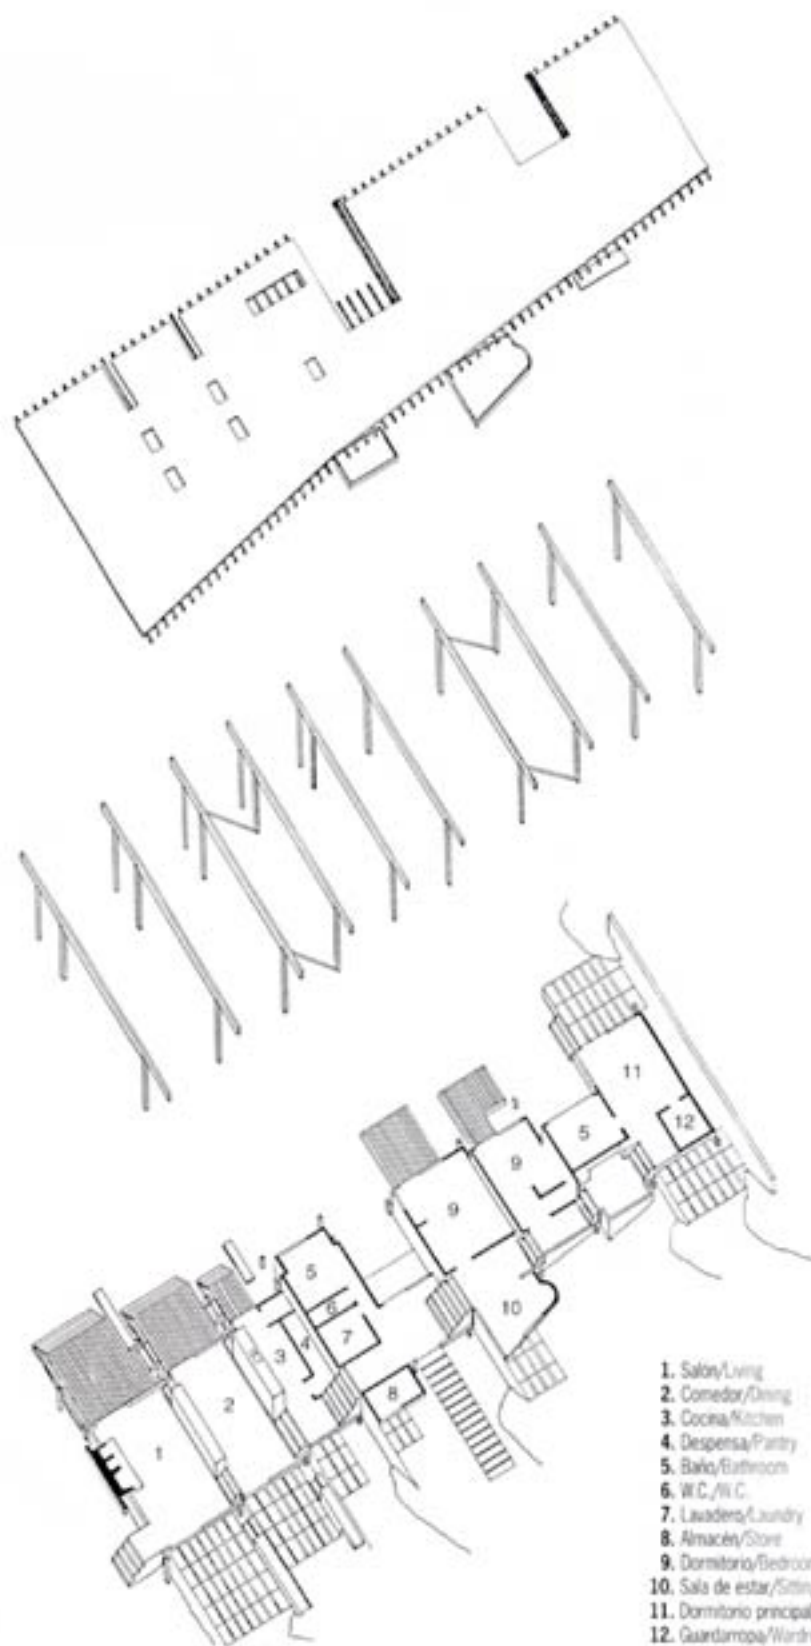 11
12
5
9
9
10
5
6
7
4
3
8
2
1
1. Salón/Living
2. Comedor/Dining
3. Cocina/Kitchen
4. Despensa/Pantry
5. Baño/Bathroom
6. W.C./W.C.
7. Lavadero/Laundry
8. Almacén/Store
9. Dormitorio/Bedroom
10. Sala de estar/Sitting
11. Dormitorio principal
12. Guardarropa/Wardr